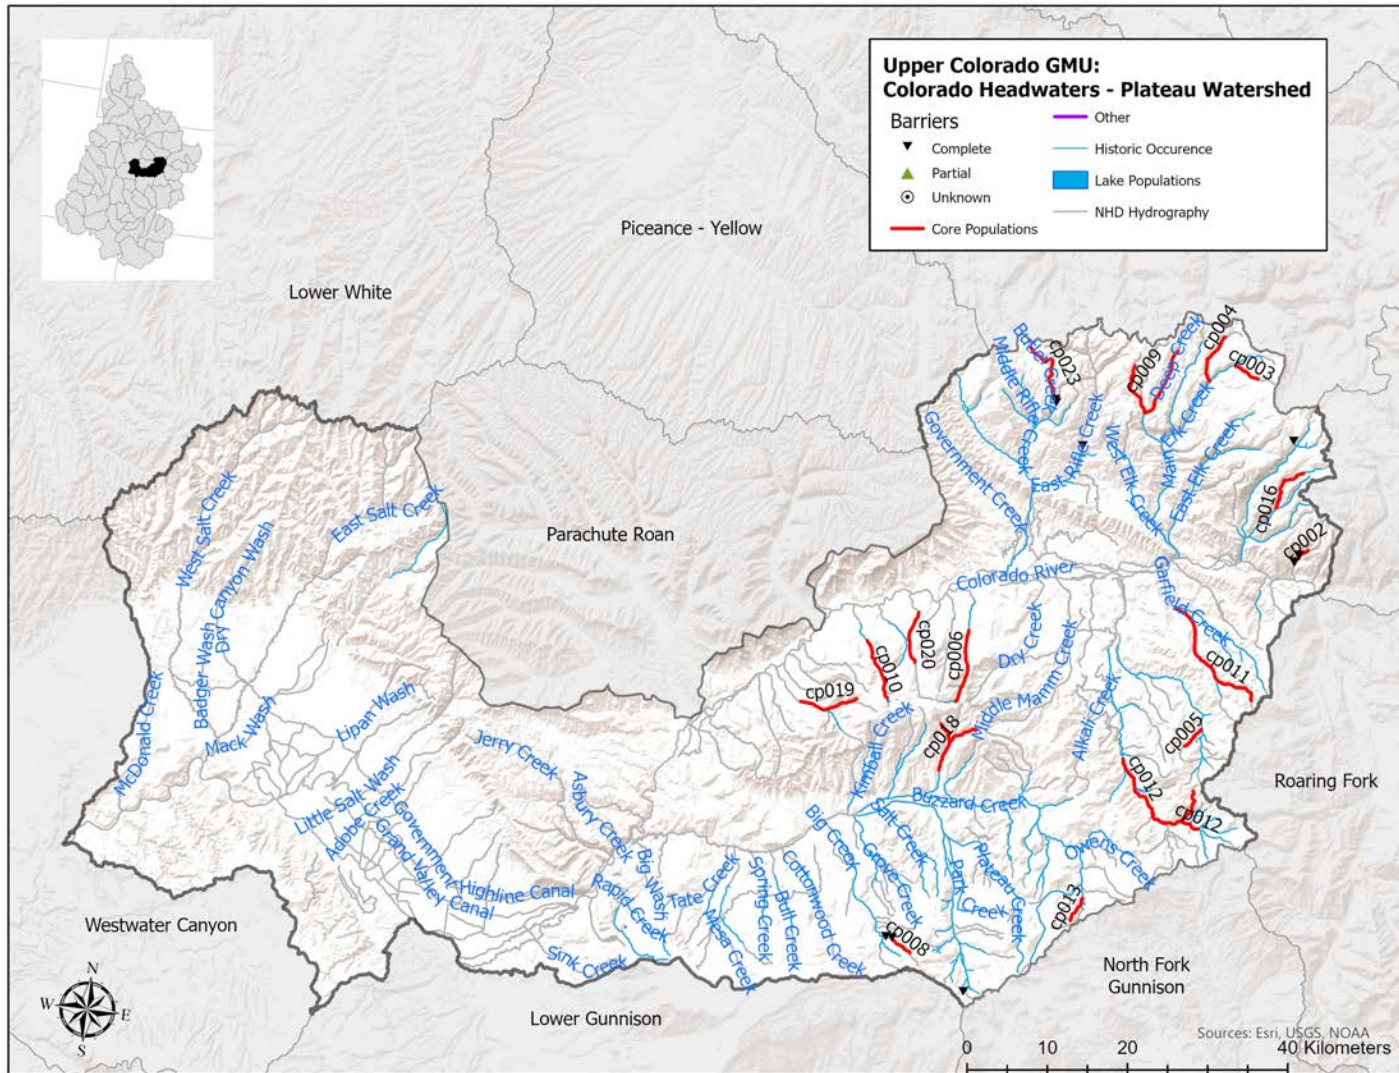 Upper Colorado GMU:
Colorado Headwaters - Plateau Watershed
Barriers
Complete
Partial
Unknown
Core Populations
Other
Historic Occurence
Lake Populations
NHD Hydrography
Piceance - Yellow
Lower White
Parachute Roan
Roaring Fork
North Fork
Gunnison
Lower Gunnison
Westwater Canyon
Butler Creek
Middle Rifle Creek
cp023
cp009
Deep Creek
cp004
cp003
Government Creek
East Rifle Creek
West Elk Creek
Main Elk Creek
East Elk Creek
cp016
cp002
West Salt Creek
East Salt Creek
Dry Canyon Wash
Badger Wash
McDonald Creek
Mack Wash
Lipan Wash
Little Salt Wash
Adobe Creek
Government Highline Canal
Grand Valley Canal
Jerry Creek
Asbury Creek
Colorado River
Garfield Creek
cp011
cp020
cp006
cp010
cp019
Dry Creek
Middle Mamm Creek
cp018
Kimball Creek
Alkali Creek
cp005
cp012
cp012
Buzzard Creek
Owens Creek
Big Creek
Salt Creek
Grove Creek
Park Creek
Plateau Creek
cp013
cp008
Big Wash
Rapid Creek
Tate Creek
Mesa Creek
Spring Creek
Bull Creek
Cottonwood Creek
Sink Creek
N
W
E
S
Sources: Esri, USGS, NOAA
0 10 20 40 Kilometers